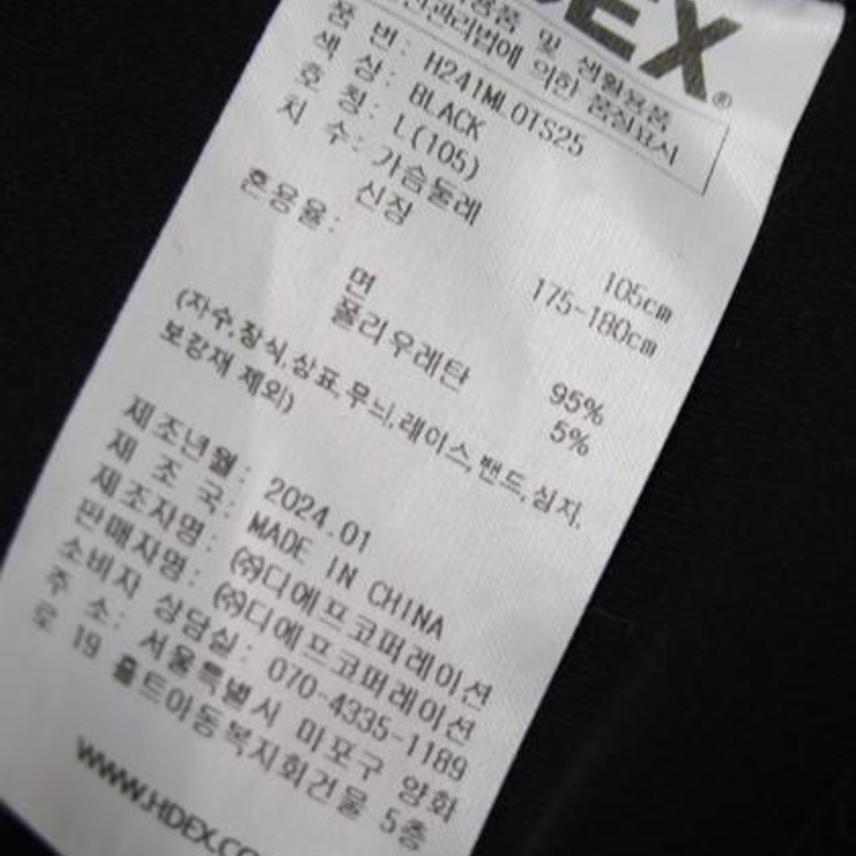 DEX®
용품 및 생활용품
안전관리법에 의한 품질표시
품 번: H241ML01S25
색 상: BLACK
호 칭: L(105)
치 수: 가슴둘레 105cm
신장 175-180cm
혼용율:
면 95%
폴리우레탄 5%
(자수,장식,상표,무늬,레이스,밴드,심지,
보강재 제외)
제조년월: 2024.01
제 조 국: MADE IN CHINA
제조자명: ㈜디에프코퍼레이션
판매자명: ㈜디에프코퍼레이션
소비자 상담실: 070-4335-1189
주 소: 서울특별시 마포구 양화
로 19 홀트아동복지회건물 5층
WWW.HDEX.CO